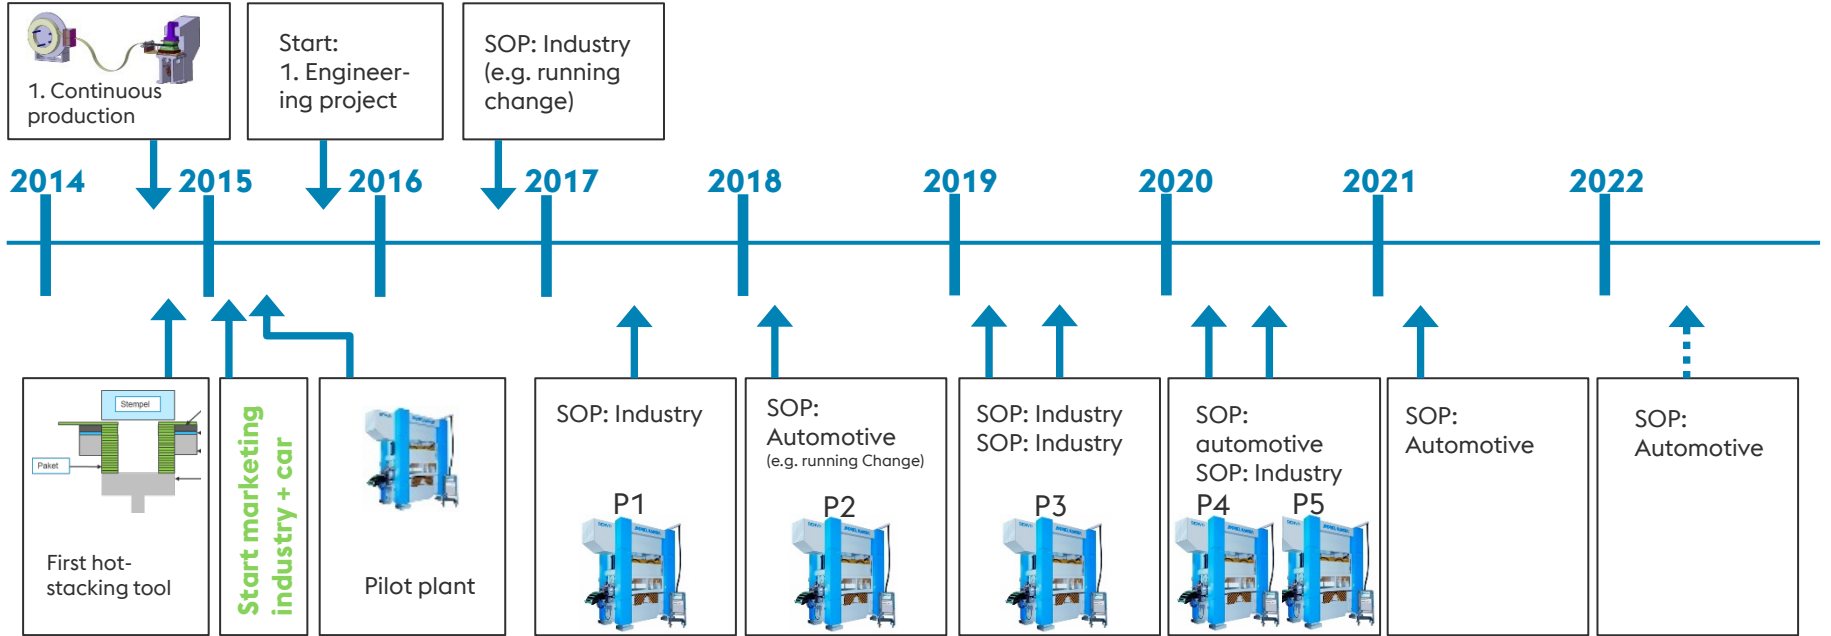 1. Continuous
production
Start:
1. Engineer-
ing project
SOP: Industry
(e.g. running
change)
2014
2015
2016
2017
2018
2019
2020
2021
2022
Stempel
Paket
First hot-
stacking tool
Start marketing
industry + car
Pilot plant
SOP: Industry
P1
SOP:
Automotive
(e.g. running Change)
P2
SOP: Industry
SOP: Industry
P3
SOP:
automotive
SOP: Industry
P4
P5
SOP:
Automotive
SOP:
Automotive